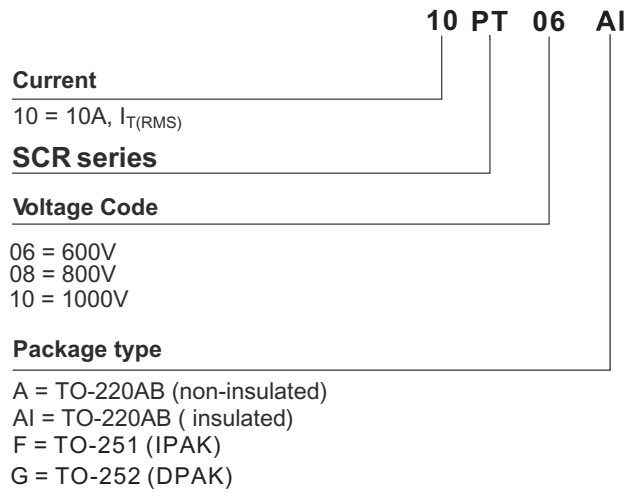 10 PT 06 AI
Current
10 = 10A, IT(RMS)
SCR series
Voltage Code
06 = 600V
08 = 800V
10 = 1000V
Package type
A = TO-220AB (non-insulated)
AI = TO-220AB ( insulated)
F = TO-251 (IPAK)
G = TO-252 (DPAK)